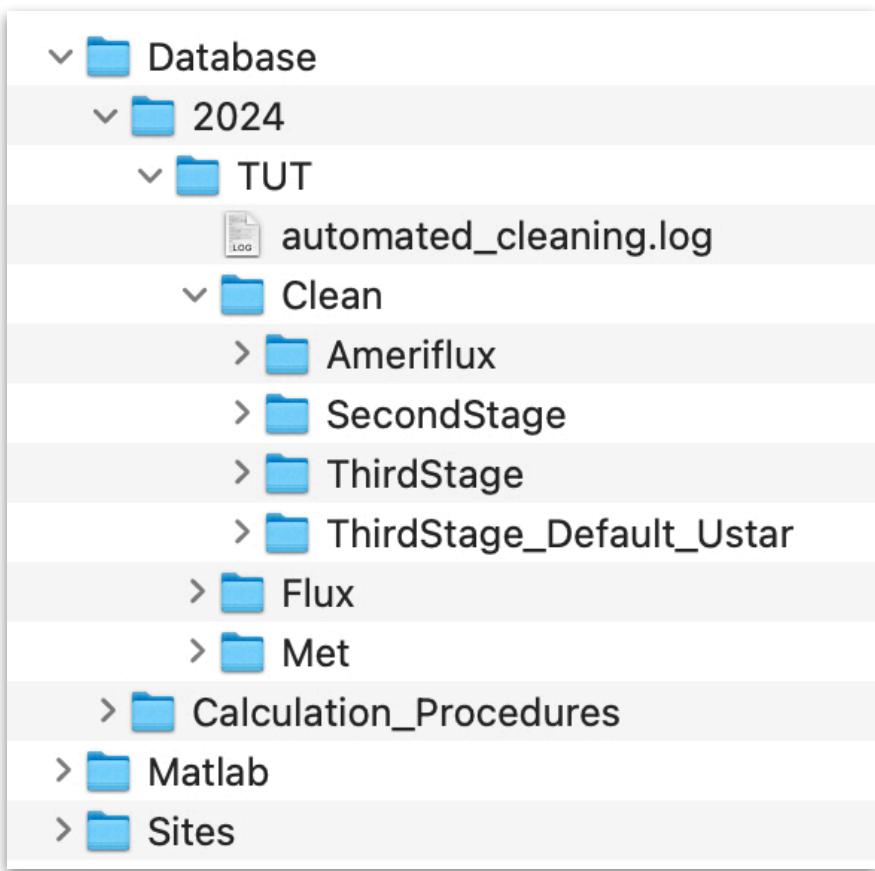 Database
2024
TUT
LOG automated_cleaning.log
Clean
Ameriflux
SecondStage
ThirdStage
ThirdStage_Default_Ustar
Flux
Met
Calculation_Procedures
Matlab
Sites